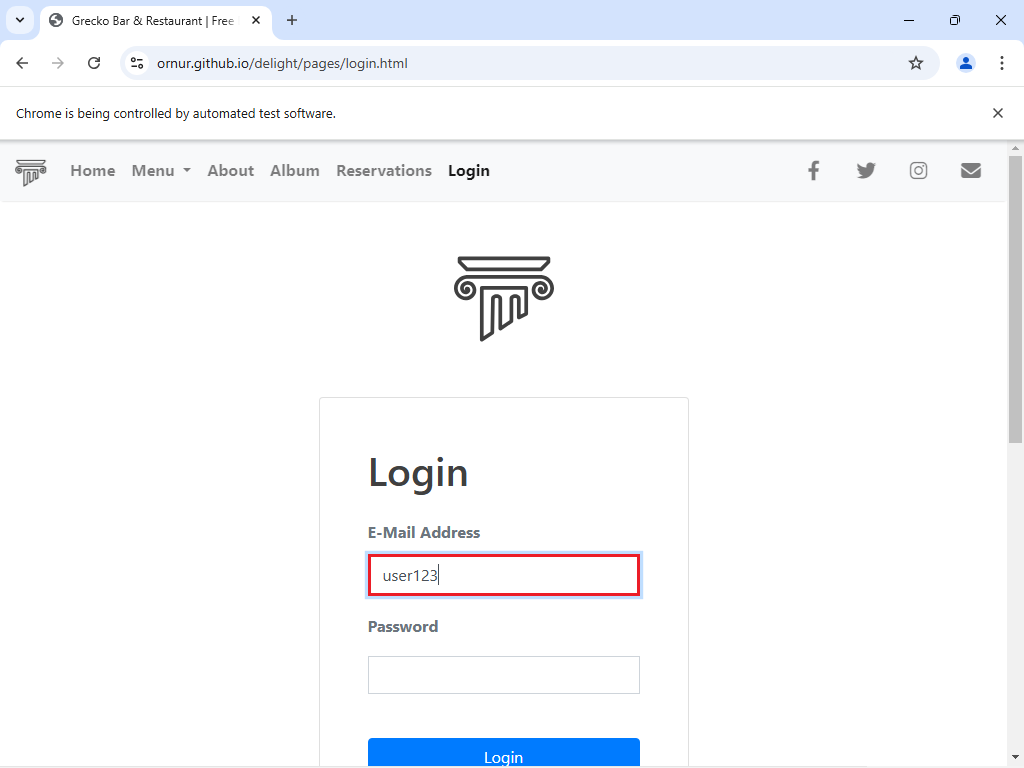 Grecko Bar & Restaurant | Free
ornur.github.io/delight/pages/login.html
Chrome is being controlled by automated test software.
Home Menu About Album Reservations Login
Login
E-Mail Address
user123
Password
Login